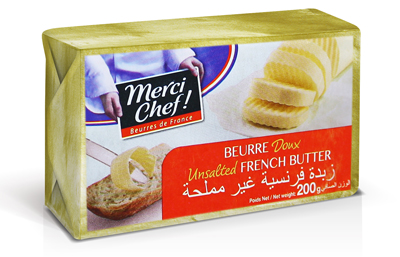 Merci
Chef!
Beurres de France
BEURRE Doux
Unsalted FRENCH BUTTER
زبدة فرنسية غير مملحة
Poids Net / Net weight: 200g الوزن الصافي